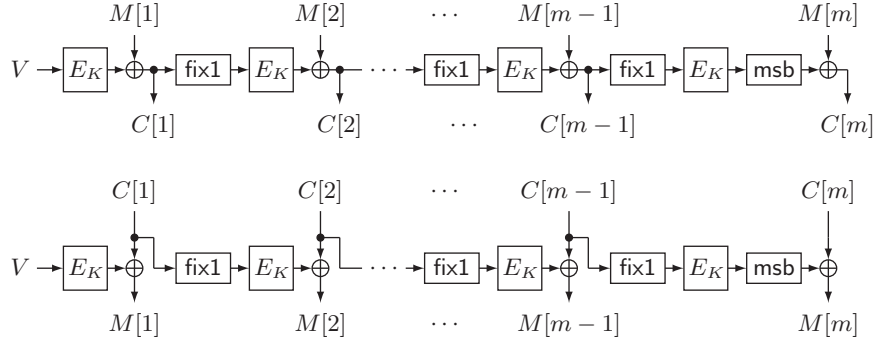 M[1] M[2] ⋯ M[m − 1] M[m]
V E_K fix1 E_K ⋯ fix1 E_K fix1 E_K msb
C[1] C[2] ⋯ C[m − 1] C[m]
C[1] C[2] ⋯ C[m − 1] C[m]
V E_K fix1 E_K ⋯ fix1 E_K fix1 E_K msb
M[1] M[2] ⋯ M[m − 1] M[m]